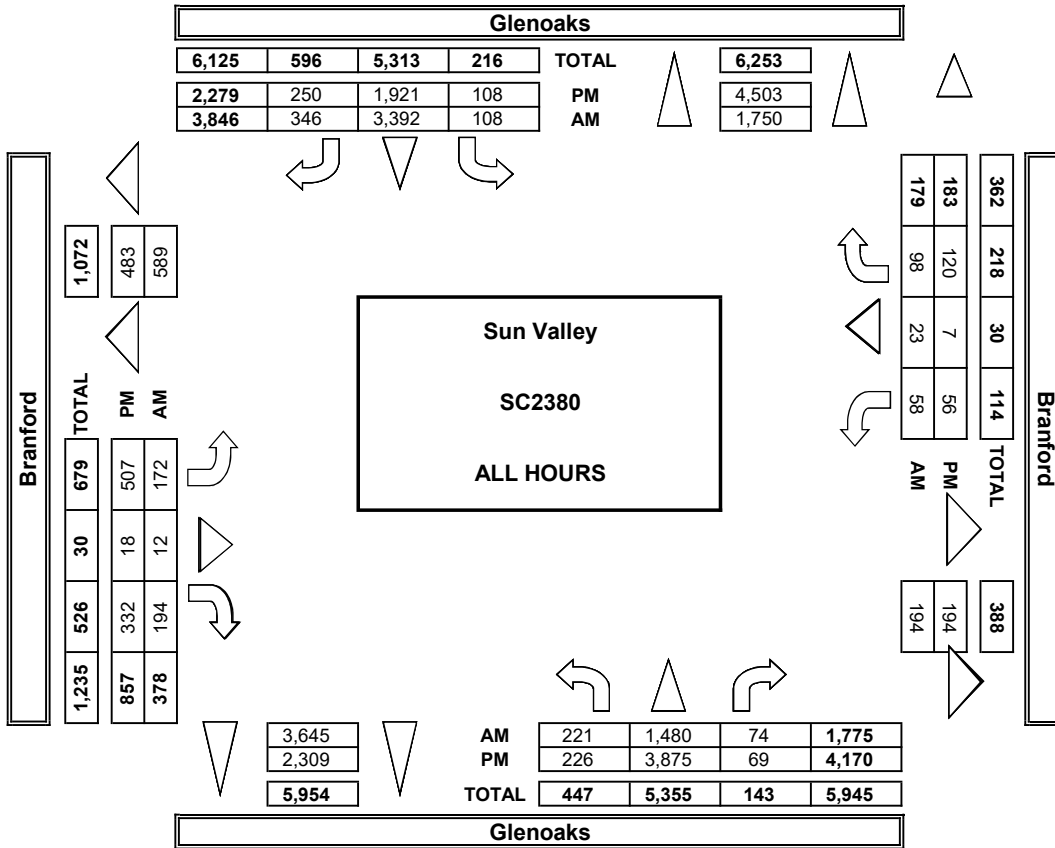 Glenoaks
6,125 596 5,313 216 TOTAL 6,253
2,279 250 1,921 108 PM 4,503
3,846 346 3,392 108 AM 1,750
Branford
1,072
483
589
TOTAL 679 30 526 1,235
PM 507 18 332 857
AM 172 12 194 378
Sun Valley
SC2380
ALL HOURS
362 218 30 114 TOTAL
183 120 7 56 PM
179 98 23 58 AM
388
194
194
Branford
3,645 AM 221 1,480 74 1,775
2,309 PM 226 3,875 69 4,170
5,954 TOTAL 447 5,355 143 5,945
Glenoaks